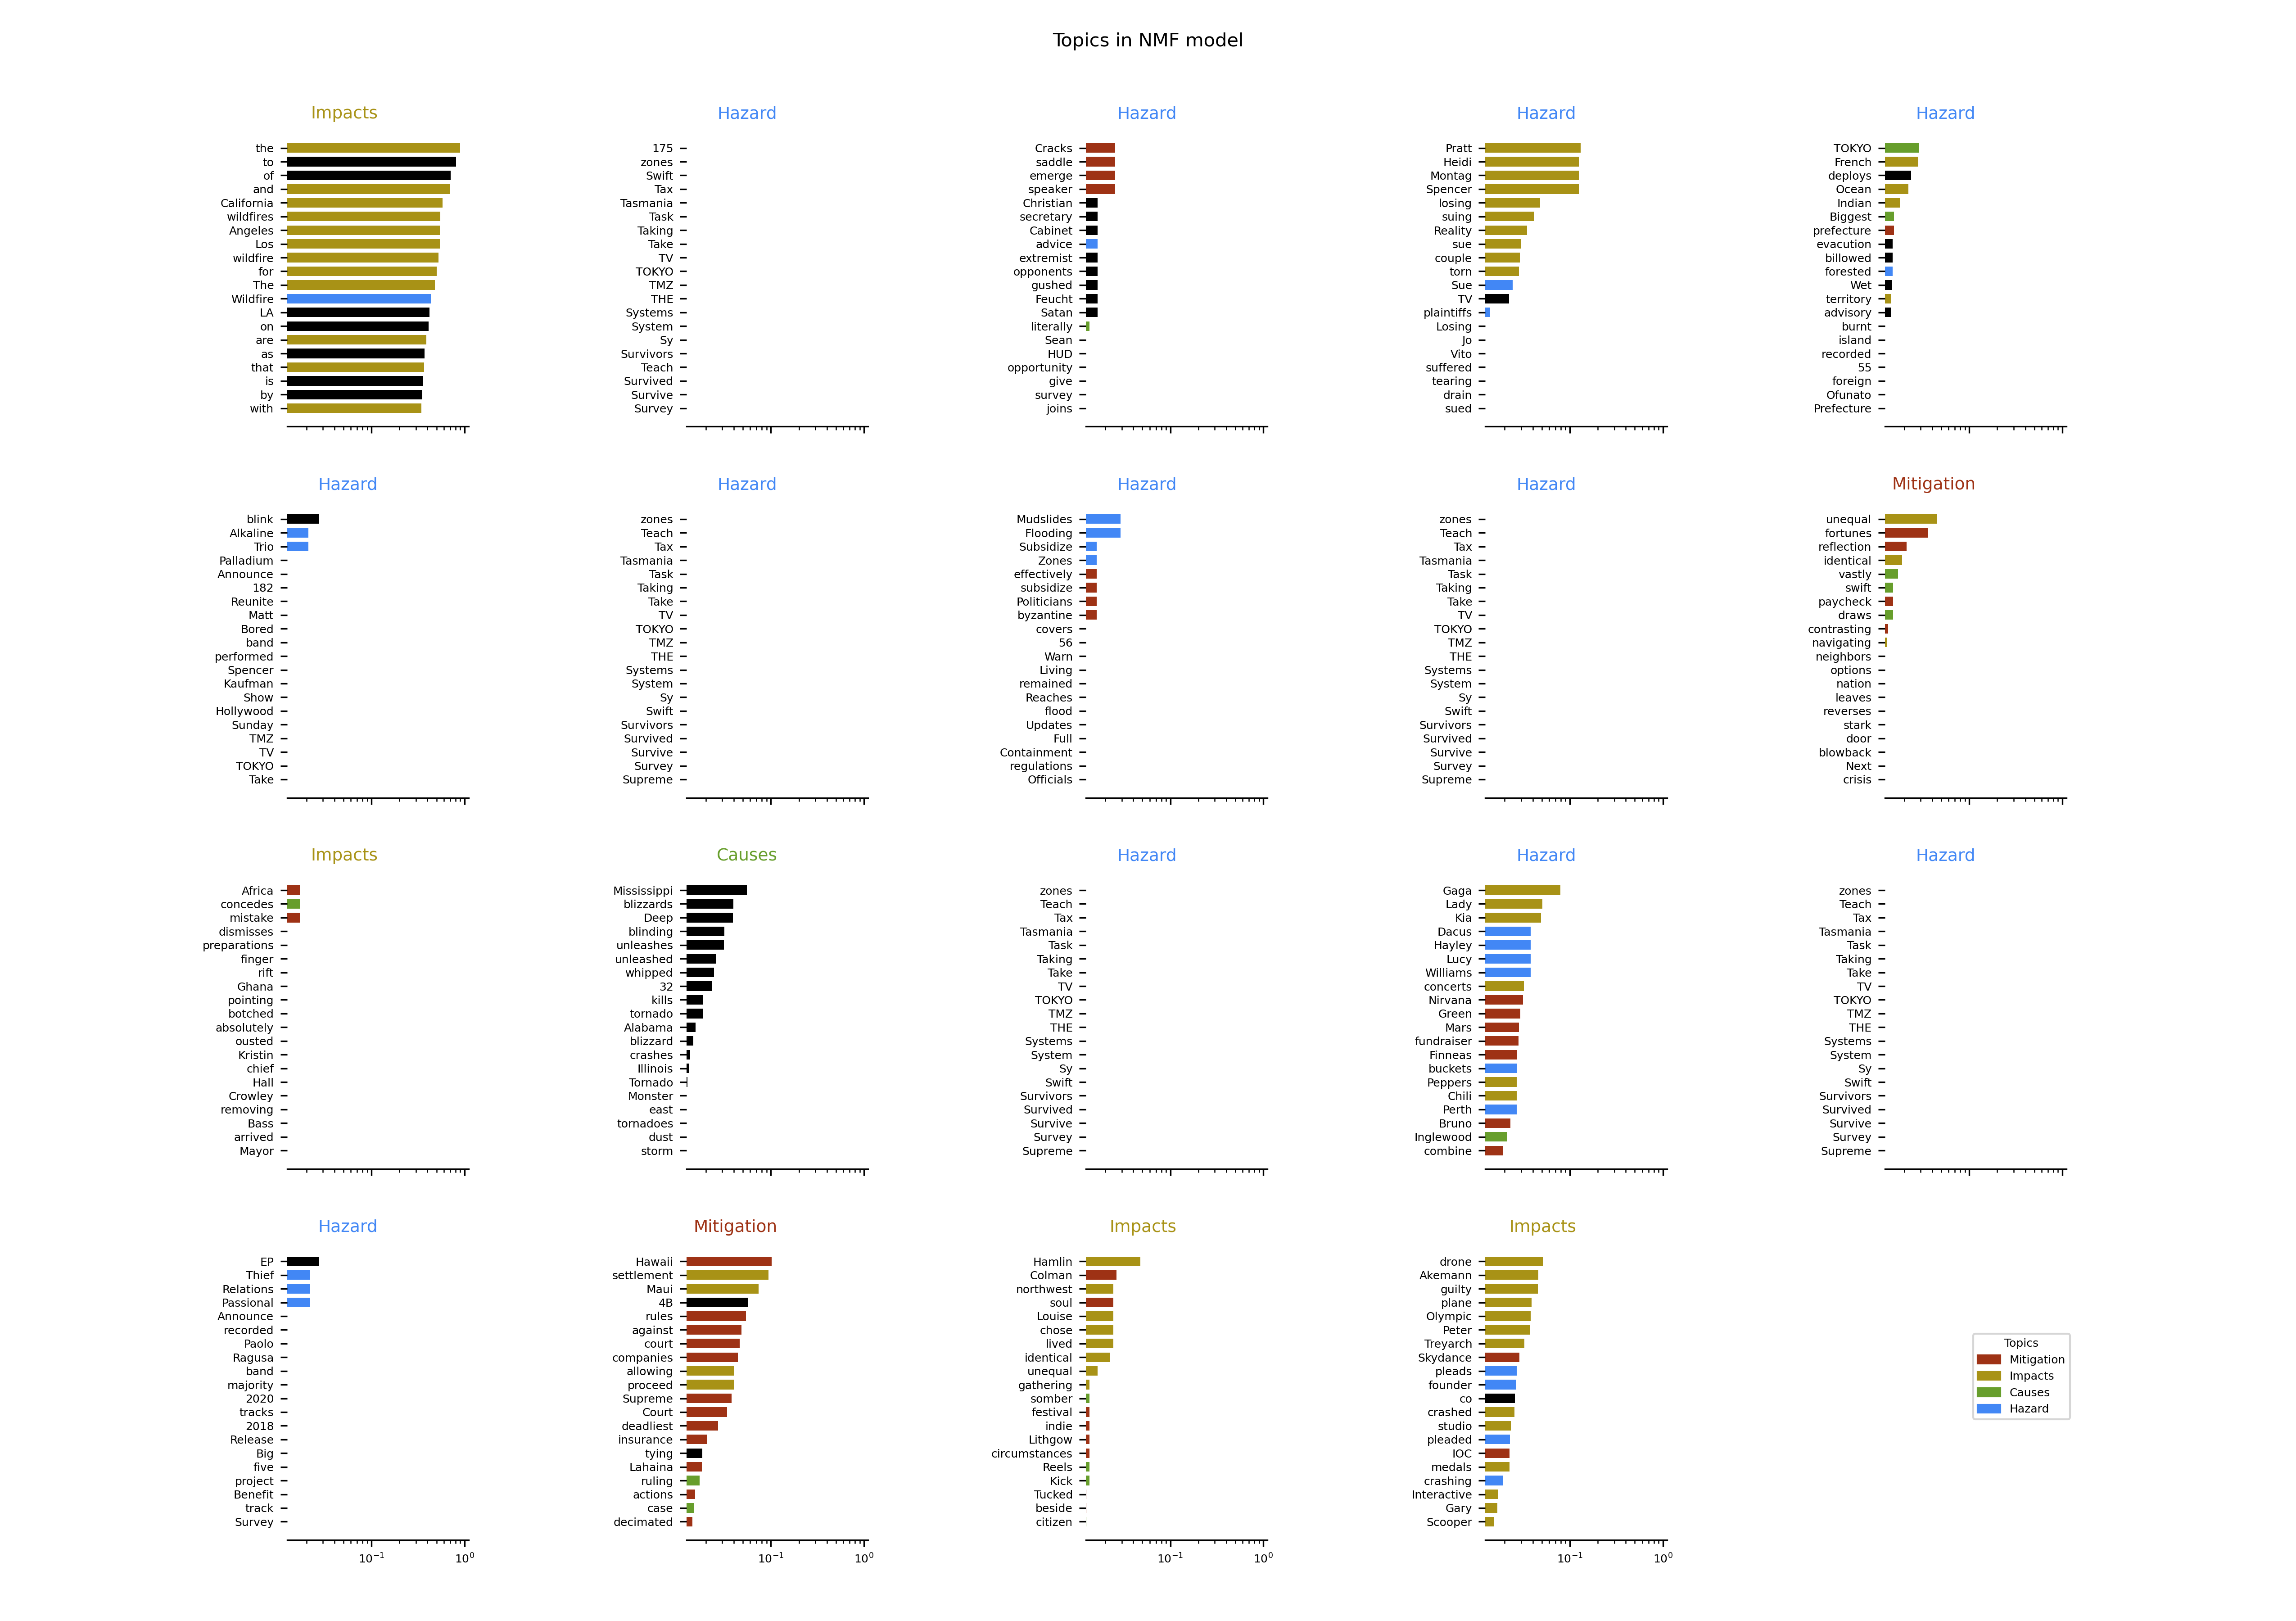 Topics in NMF model
Impacts
the
to
of
and
California
wildfires
Angeles
Los
wildfire
for
The
Wildfire
LA
on
are
as
that
is
by
with
Hazard
175
zones
Swift
Tax
Tasmania
Task
Taking
Take
TV
TOKYO
TMZ
THE
Systems
System
Sy
Survivors
Teach
Survived
Survive
Survey
Hazard
Cracks
saddle
emerge
speaker
Christian
secretary
Cabinet
advice
extremist
opponents
gushed
Feucht
Satan
literally
Sean
HUD
opportunity
give
survey
joins
Hazard
Pratt
Heidi
Montag
Spencer
losing
suing
Reality
sue
couple
torn
Sue
TV
plaintiffs
Losing
Jo
Vito
suffered
tearing
drain
sued
Hazard
TOKYO
French
deploys
Ocean
Indian
Biggest
prefecture
evacution
billowed
forested
Wet
territory
advisory
burnt
island
recorded
55
foreign
Ofunato
Prefecture
Hazard
blink
Alkaline
Trio
Palladium
Announce
182
Reunite
Matt
Bored
band
performed
Spencer
Kaufman
Show
Hollywood
Sunday
TMZ
TV
TOKYO
Take
Hazard
zones
Teach
Tax
Tasmania
Task
Taking
Take
TV
TOKYO
TMZ
THE
Systems
System
Sy
Swift
Survivors
Survived
Survive
Survey
Supreme
Hazard
Mudslides
Flooding
Subsidize
Zones
effectively
subsidize
Politicians
byzantine
covers
56
Warn
Living
remained
Reaches
flood
Updates
Full
Containment
regulations
Officials
Hazard
zones
Teach
Tax
Tasmania
Task
Taking
Take
TV
TOKYO
TMZ
THE
Systems
System
Sy
Swift
Survivors
Survived
Survive
Survey
Supreme
Mitigation
unequal
fortunes
reflection
identical
vastly
swift
paycheck
draws
contrasting
navigating
neighbors
options
nation
leaves
reverses
stark
door
blowback
Next
crisis
Impacts
Africa
concedes
mistake
dismisses
preparations
finger
rift
Ghana
pointing
botched
absolutely
ousted
Kristin
chief
Hall
Crowley
removing
Bass
arrived
Mayor
Causes
Mississippi
blizzards
Deep
blinding
unleashes
unleashed
whipped
32
kills
tornado
Alabama
blizzard
crashes
Illinois
Tornado
Monster
east
tornadoes
dust
storm
Hazard
zones
Teach
Tax
Tasmania
Task
Taking
Take
TV
TOKYO
TMZ
THE
Systems
System
Sy
Swift
Survivors
Survived
Survive
Survey
Supreme
Hazard
Gaga
Lady
Kia
Dacus
Hayley
Lucy
Williams
concerts
Nirvana
Green
Mars
fundraiser
Finneas
buckets
Peppers
Chili
Perth
Bruno
Inglewood
combine
Hazard
zones
Teach
Tax
Tasmania
Task
Taking
Take
TV
TOKYO
TMZ
THE
Systems
System
Sy
Swift
Survivors
Survived
Survive
Survey
Supreme
Hazard
EP
Thief
Relations
Passional
Announce
recorded
Paolo
Ragusa
band
majority
2020
tracks
2018
Release
Big
five
project
Benefit
track
Survey
10⁻¹ 10⁰
Mitigation
Hawaii
settlement
Maui
4B
rules
against
court
companies
allowing
proceed
Supreme
Court
deadliest
insurance
tying
Lahaina
ruling
actions
case
decimated
10⁻¹ 10⁰
Impacts
Hamlin
Colman
northwest
soul
Louise
chose
lived
identical
unequal
gathering
somber
festival
indie
Lithgow
circumstances
Reels
Kick
Tucked
beside
citizen
10⁻¹ 10⁰
Impacts
drone
Akemann
guilty
plane
Olympic
Peter
Treyarch
Skydance
pleads
founder
co
crashed
studio
pleaded
IOC
medals
crashing
Interactive
Gary
Scooper
10⁻¹ 10⁰
Topics
Mitigation
Impacts
Causes
Hazard